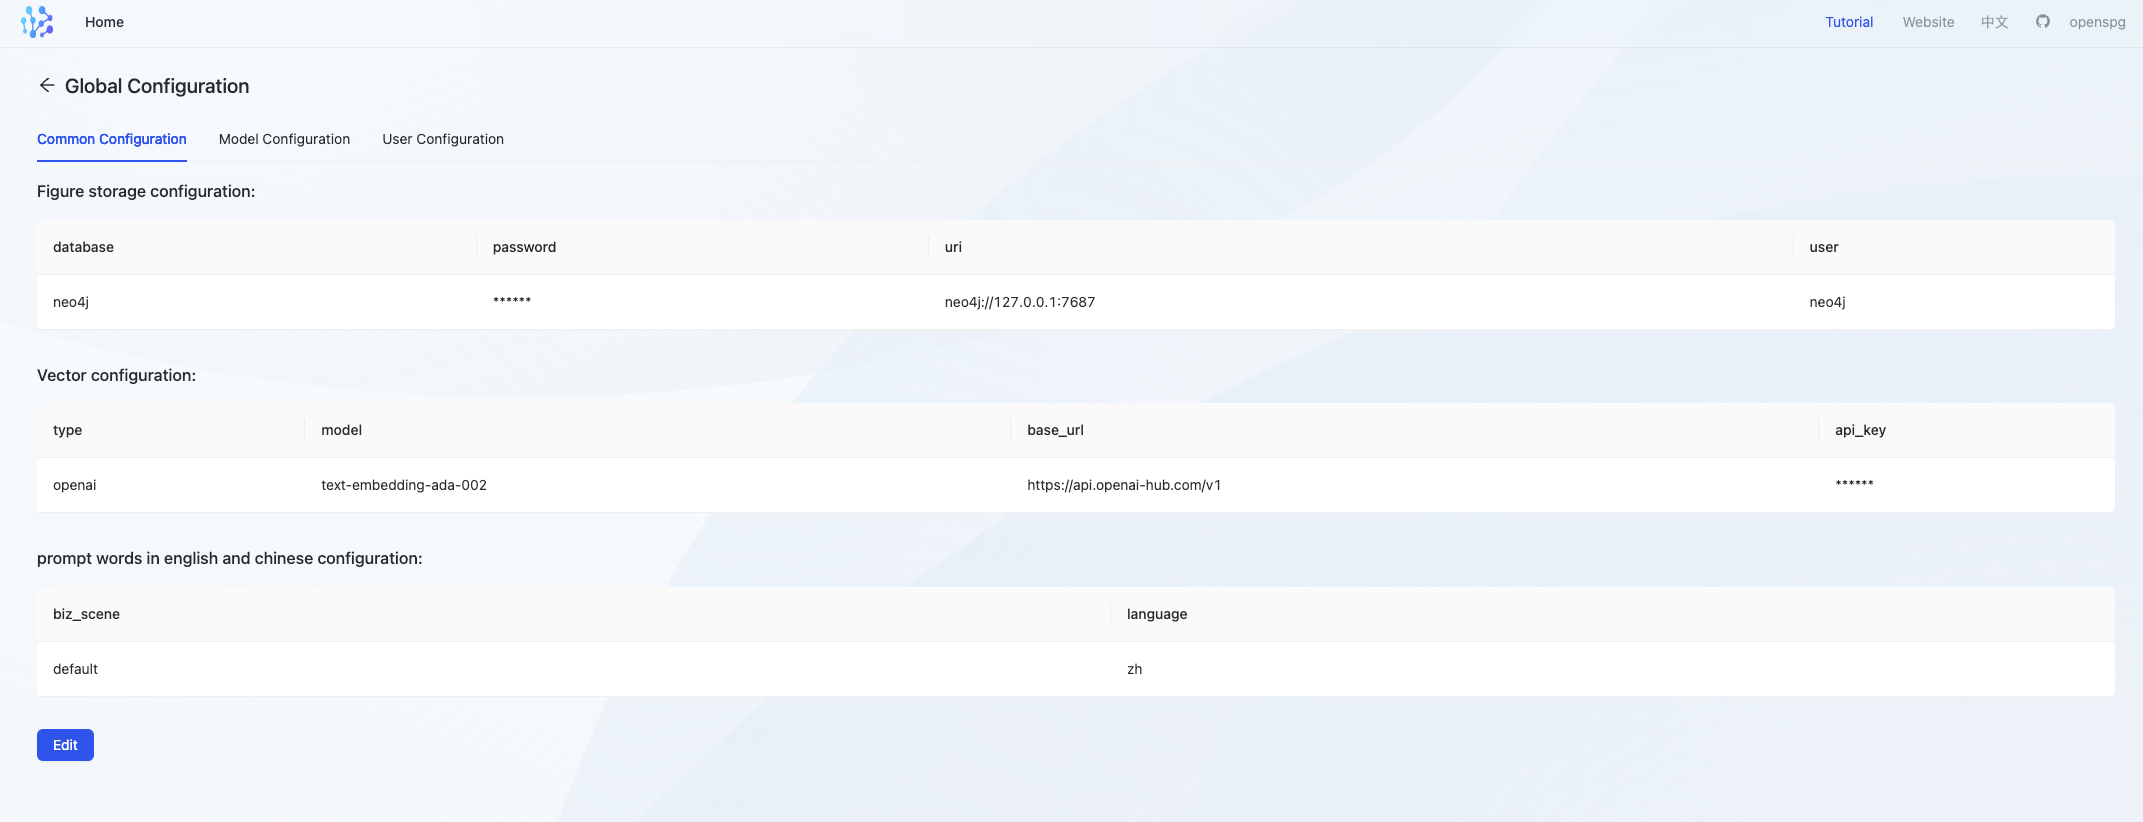 Home
Tutorial Website 中文 openspg
Global Configuration
Common Configuration Model Configuration User Configuration
Figure storage configuration:
database password uri user
neo4j ****** neo4j://127.0.0.1:7687 neo4j
Vector configuration:
type model base_url api_key
openai text-embedding-ada-002 https://api.openai-hub.com/v1 ******
prompt words in english and chinese configuration:
biz_scene language
default zh
Edit